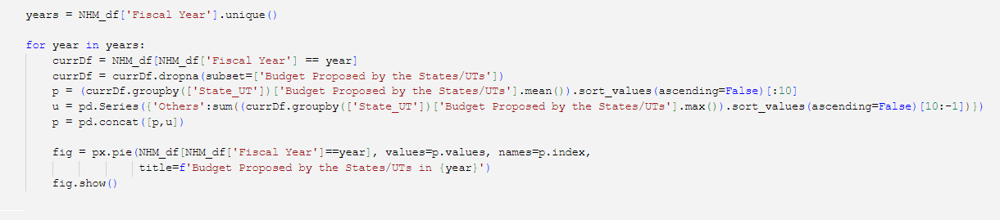 years = NHM_df['Fiscal Year'].unique()
for year in years:
currDf = NHM_df[NHM_df['Fiscal Year'] == year]
currDf = currDf.dropna(subset=['Budget Proposed by the States/UTs'])
p = (currDf.groupby(['State_UT'])['Budget Proposed by the States/UTs'].mean()).sort_values(ascending=False)[:10]
u = pd.Series({'Others':sum((currDf.groupby(['State_UT'])['Budget Proposed by the States/UTs'].max()).sort_values(ascending=False)[10:-1])})
p = pd.concat([p,u])
fig = px.pie(NHM_df[NHM_df['Fiscal Year']==year], values=p.values, names=p.index,
title=f'Budget Proposed by the States/UTs in {year}')
fig.show()